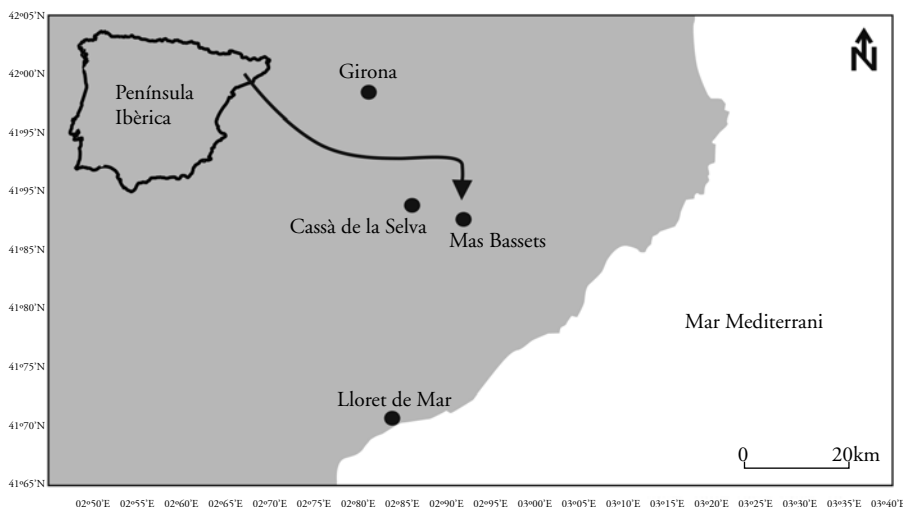 42º05'N
42º00'N
41º95'N
41º95'N
41º85'N
41º80'N
41º75'N
41º70'N
41º65'N
Península
Ibèrica
Girona
N
Cassà de la Selva
Mas Bassets
Mar Mediterrani
Lloret de Mar
0 20km
02º50'E 02º55'E 02º60'E 02º65'E 02º70'E 02º75'E 02º80'E 02º85'E 02º90'E 02º95'E 03º00'E 03º05'E 03º10'E 03º15'E 03º20'E 03º25'E 03º30'E 03º35'E 03º40'E